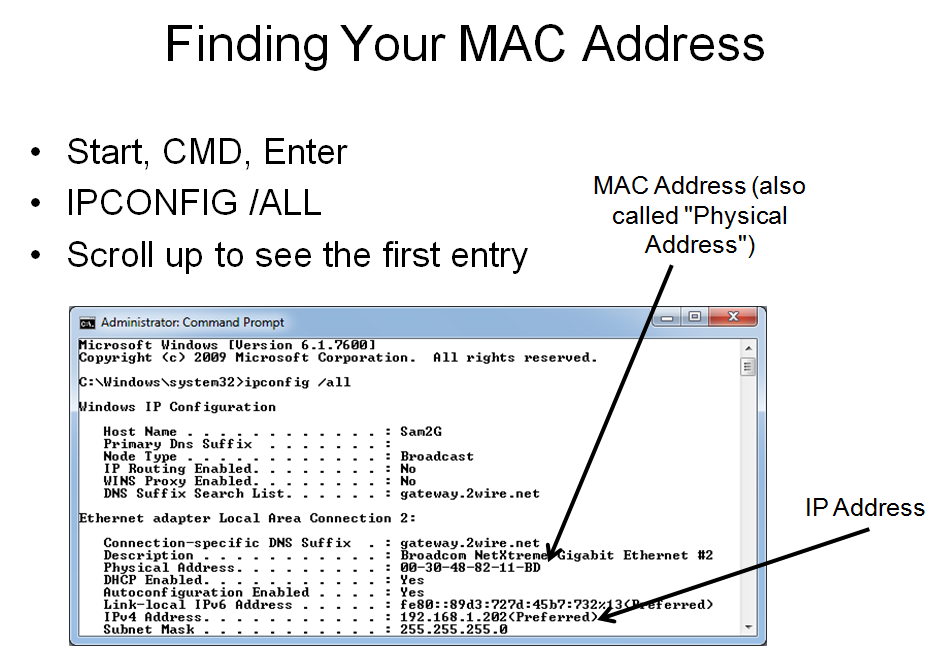 Finding Your MAC Address
• Start, CMD, Enter
• IPCONFIG /ALL
• Scroll up to see the first entry
MAC Address (also
called "Physical
Address")
IP Address
Administrator: Command Prompt
Microsoft Windows [Version 6.1.7600]
Copyright (c) 2009 Microsoft Corporation.  All rights reserved.
C:\Windows\system32>ipconfig /all
Windows IP Configuration
Host Name . . . . . . . . . . . . : Sam2G
Primary Dns Suffix  . . . . . . . :
Node Type . . . . . . . . . . . . : Broadcast
IP Routing Enabled. . . . . . . . : No
WINS Proxy Enabled. . . . . . . . : No
DNS Suffix Search List. . . . . . : gateway.2wire.net
Ethernet adapter Local Area Connection 2:
Connection-specific DNS Suffix  . : gateway.2wire.net
Description . . . . . . . . . . . : Broadcom NetXtreme Gigabit Ethernet #2
Physical Address. . . . . . . . . : 00-30-48-82-11-BD
DHCP Enabled. . . . . . . . . . . : Yes
Autoconfiguration Enabled . . . . : Yes
Link-local IPv6 Address . . . . . : fe80::89d3:727d:45b7:732%13(Preferred)
IPv4 Address. . . . . . . . . . . : 192.168.1.202(Preferred)
Subnet Mask . . . . . . . . . . . : 255.255.255.0